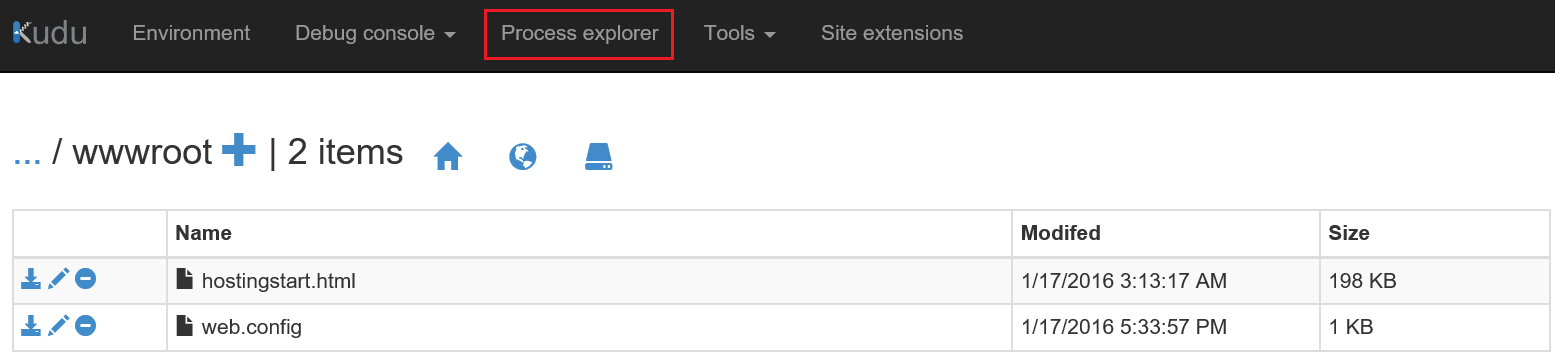 Kudu Environment Debug console Process explorer Tools Site extensions
... / wwwroot | 2 items
Name Modifed Size
hostingstart.html 1/17/2016 3:13:17 AM 198 KB
web.config 1/17/2016 5:33:57 PM 1 KB